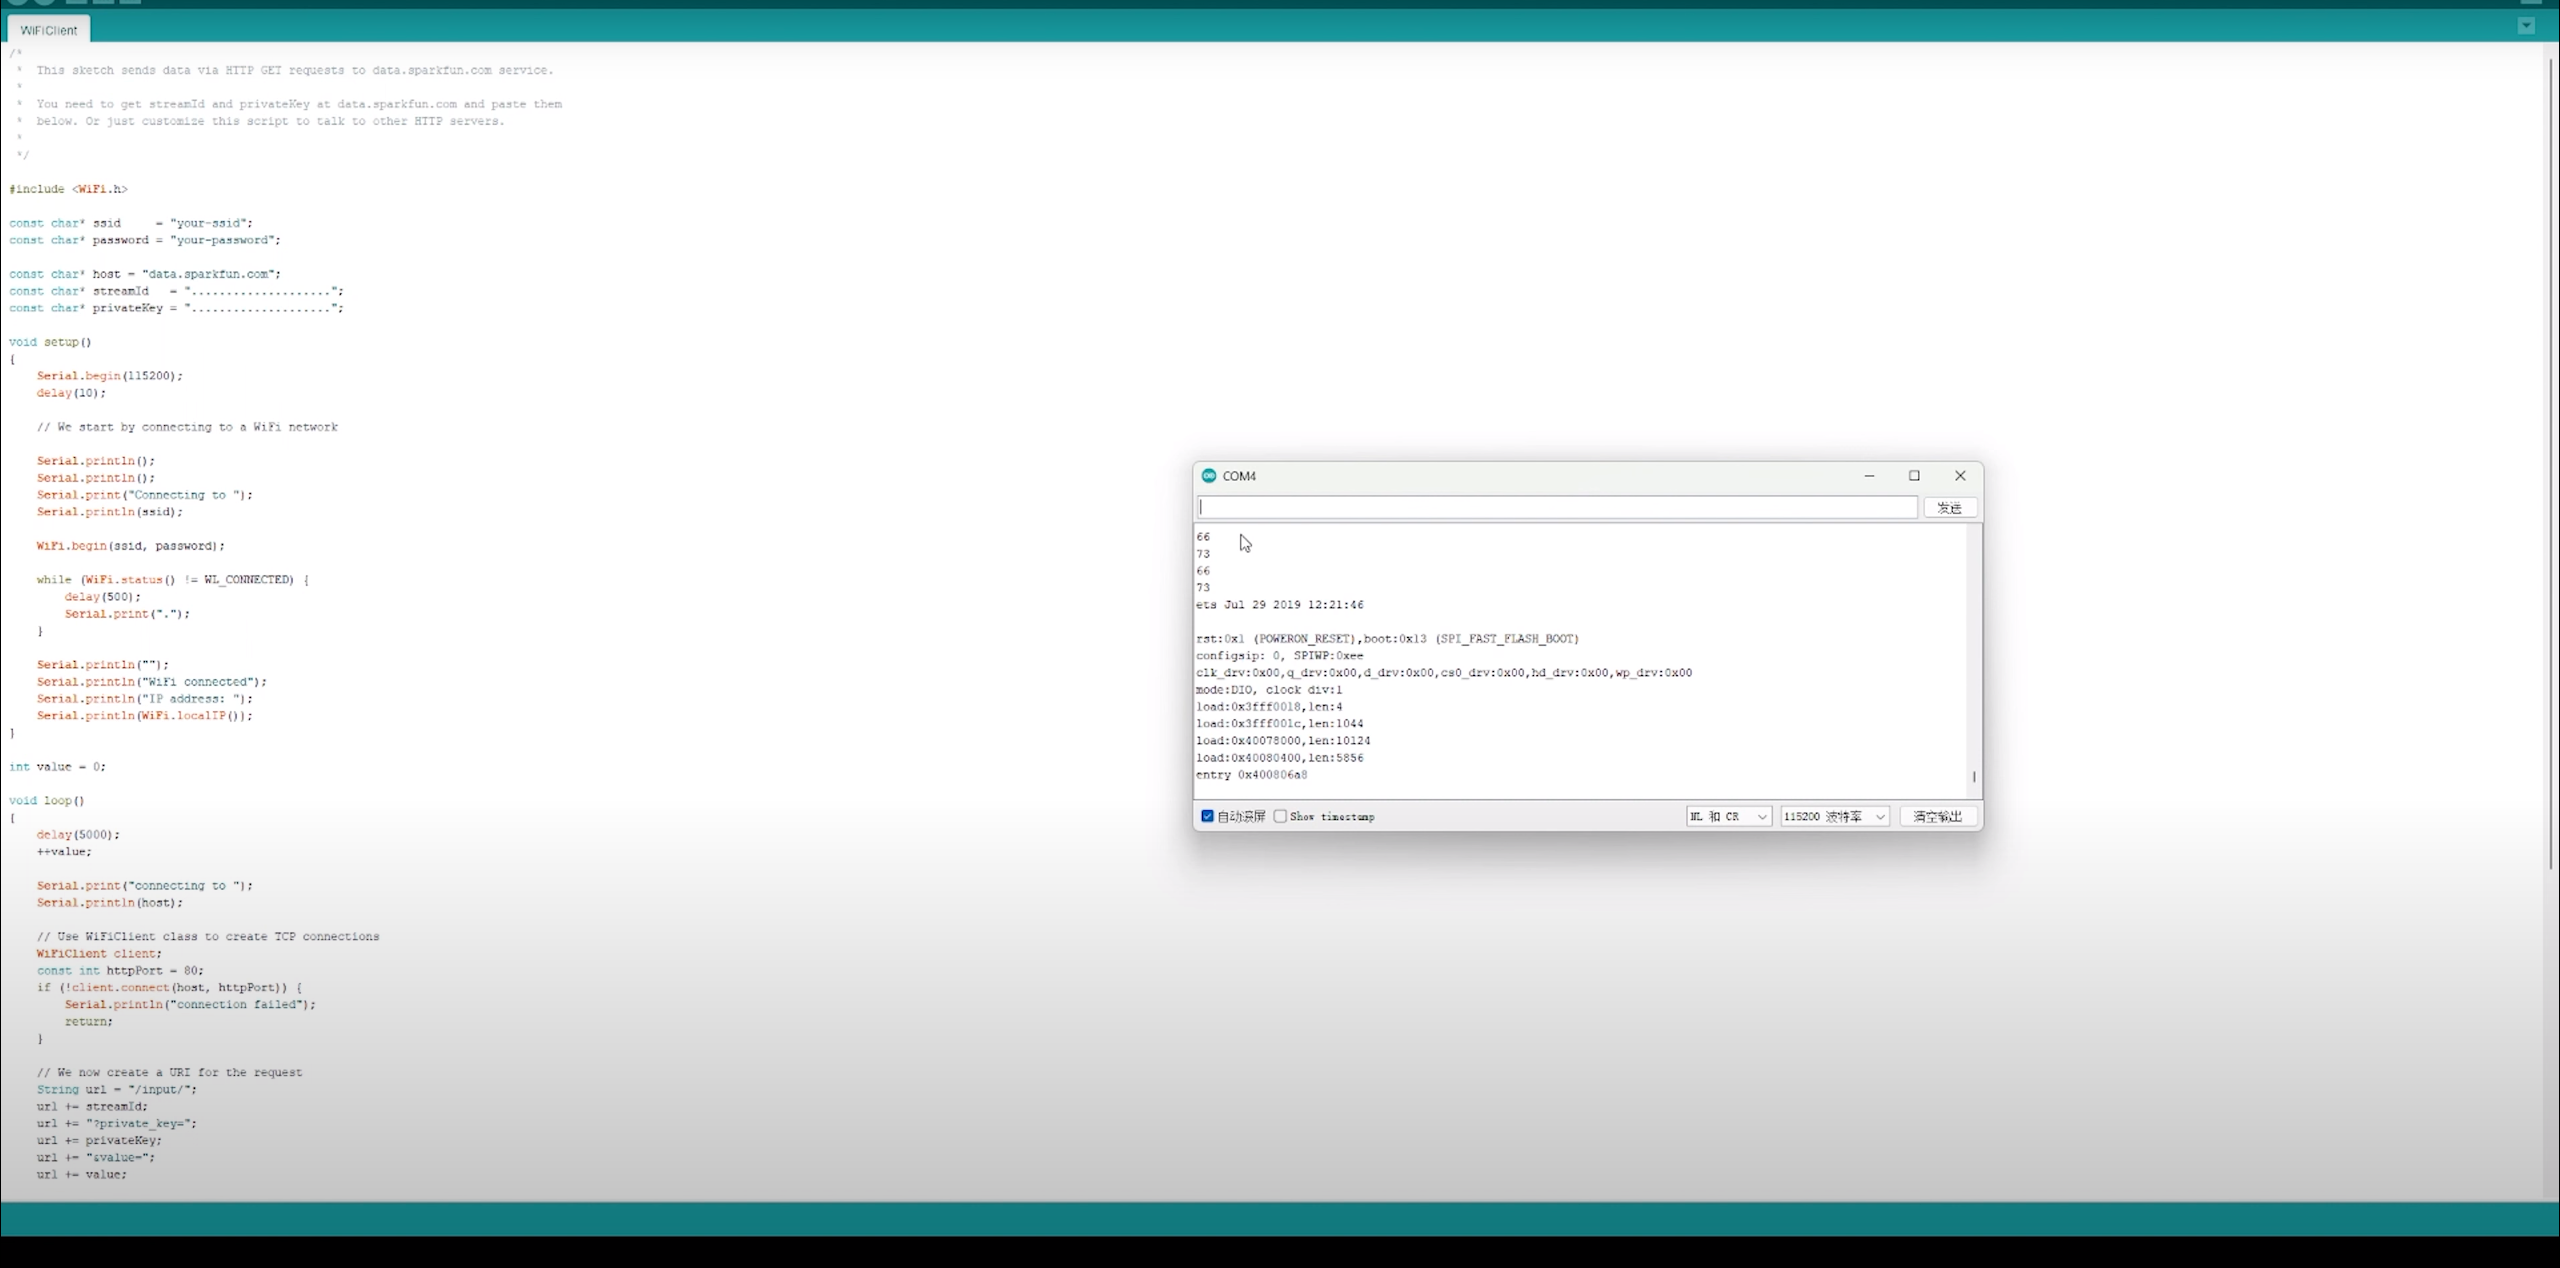 WiFiClient
/*
 *  This sketch sends data via HTTP GET requests to data.sparkfun.com service.
 *
 *  You need to get streamId and privateKey at data.sparkfun.com and paste them
 *  below. Or just customize this script to talk to other HTTP servers.
 *
 */
#include <WiFi.h>
const char* ssid     = "your-ssid";
const char* password = "your-password";
const char* host = "data.sparkfun.com";
const char* streamId   = "....................";
const char* privateKey = "....................";
void setup()
{
    Serial.begin(115200);
    delay(10);
    // We start by connecting to a WiFi network
    Serial.println();
    Serial.println();
    Serial.print("Connecting to ");
    Serial.println(ssid);
    WiFi.begin(ssid, password);
    while (WiFi.status() != WL_CONNECTED) {
        delay(500);
        Serial.print(".");
    }
    Serial.println("");
    Serial.println("WiFi connected");
    Serial.println("IP address: ");
    Serial.println(WiFi.localIP());
}
int value = 0;
void loop()
{
    delay(5000);
    ++value;
    Serial.print("connecting to ");
    Serial.println(host);
    // Use WiFiClient class to create TCP connections
    WiFiClient client;
    const int httpPort = 80;
    if (!client.connect(host, httpPort)) {
        Serial.println("connection failed");
        return;
    }
    // We now create a URI for the request
    String url = "/input/";
    url += streamId;
    url += "?private_key=";
    url += privateKey;
    url += "&value=";
    url += value;
COM4
发送
66
73
66
73
ets Jul 29 2019 12:21:46
rst:0x1 (POWERON_RESET),boot:0x13 (SPI_FAST_FLASH_BOOT)
configsip: 0, SPIWP:0xee
clk_drv:0x00,q_drv:0x00,d_drv:0x00,cs0_drv:0x00,hd_drv:0x00,wp_drv:0x00
mode:DIO, clock div:1
load:0x3fff0018,len:4
load:0x3fff001c,len:1044
load:0x40078000,len:10124
load:0x40080400,len:5856
entry 0x400806a8
自动滚屏 Show timestamp NL 和 CR 115200 波特率 清空输出